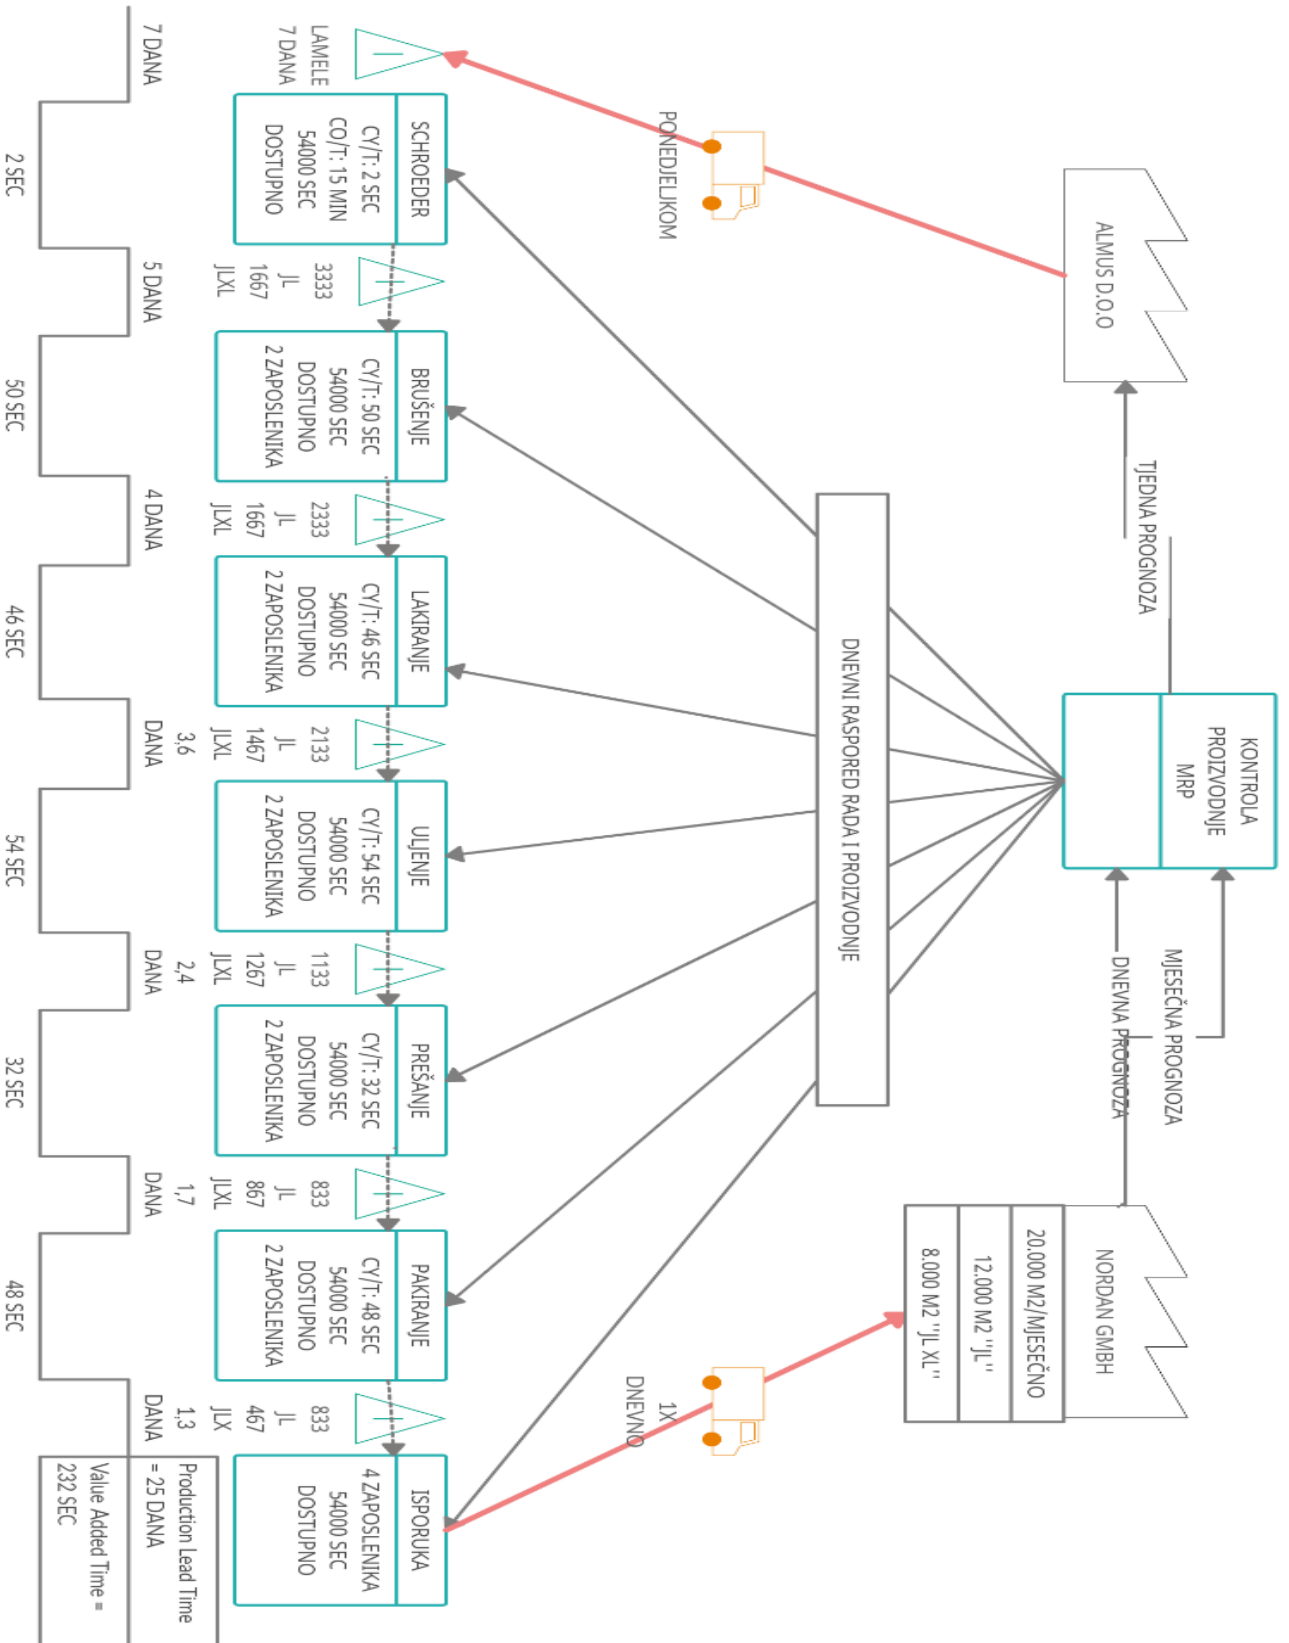 ALMUS D.O.O
TJEDNA PROGNOZA
KONTROLA
PROIZVODNJE
MRP
MJESEČNA PROGNOZA
DNEVNA PROGNOZA
NORDAN GMBH
20.000 M2/MJESEČNO
12.000 M2 "JL"
8.000 M2 "JL XL"
PONEDJELJKOM
DNEVNI RASPORED RADA I PROIZVODNJE
1X
DNEVNO
LAMELE
7 DANA
SCHROEDER
CY/T: 2 SEC
CO/T: 15 MIN
54000 SEC
DOSTUPNO
3333
JL
1667
JLXL
BRUŠENJE
CY/T: 50 SEC
54000 SEC
DOSTUPNO
2 ZAPOSLENIKA
2333
JL
1667
JLXL
LAKIRANJE
CY/T: 46 SEC
54000 SEC
DOSTUPNO
2 ZAPOSLENIKA
2133
JL
1467
JLXL
ULJENJE
CY/T: 54 SEC
54000 SEC
DOSTUPNO
2 ZAPOSLENIKA
1133
JL
1267
JLXL
PREŠANJE
CY/T: 32 SEC
54000 SEC
DOSTUPNO
2 ZAPOSLENIKA
833
JL
867
JLXL
PAKIRANJE
CY/T: 48 SEC
54000 SEC
DOSTUPNO
2 ZAPOSLENIKA
833
JL
467
JLX
ISPORUKA
4 ZAPOSLENIKA
54000 SEC
DOSTUPNO
7 DANA
2 SEC
5 DANA
50 SEC
4 DANA
46 SEC
3,6
DANA
54 SEC
2,4
DANA
32 SEC
1,7
DANA
48 SEC
1,3
DANA
Production Lead Time
= 25 DANA
Value Added Time =
232 SEC